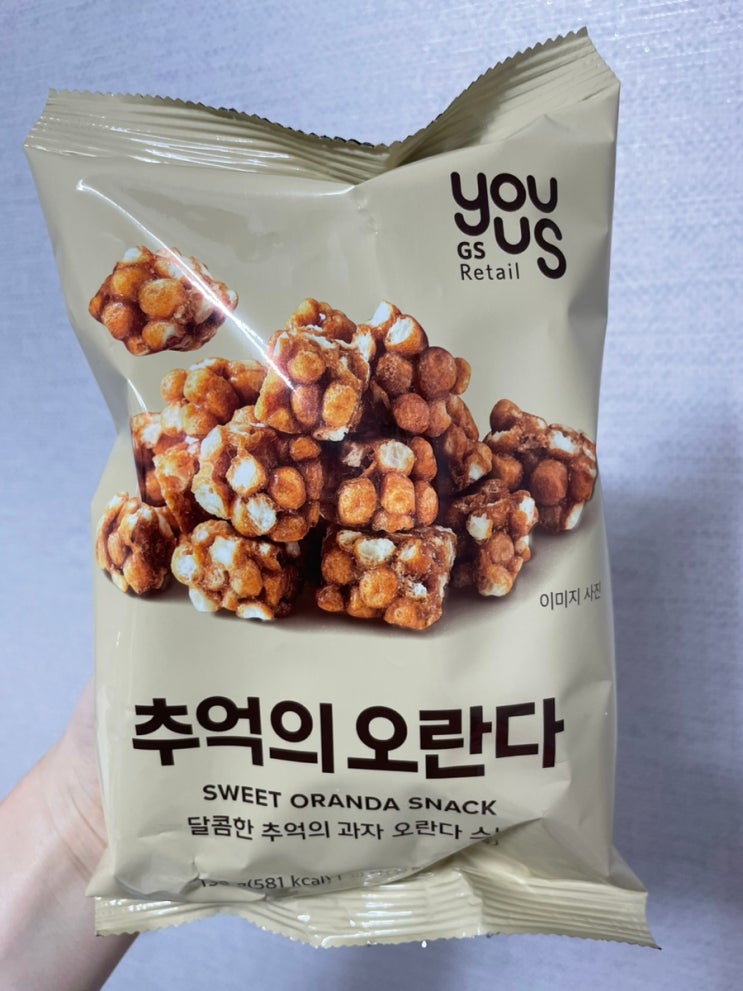 you
us
GS
Retail
이미지 사진
추억의 오란다
SWEET ORANDA SNACK
달콤한 추억의 과자 오란다
(581 kcal)